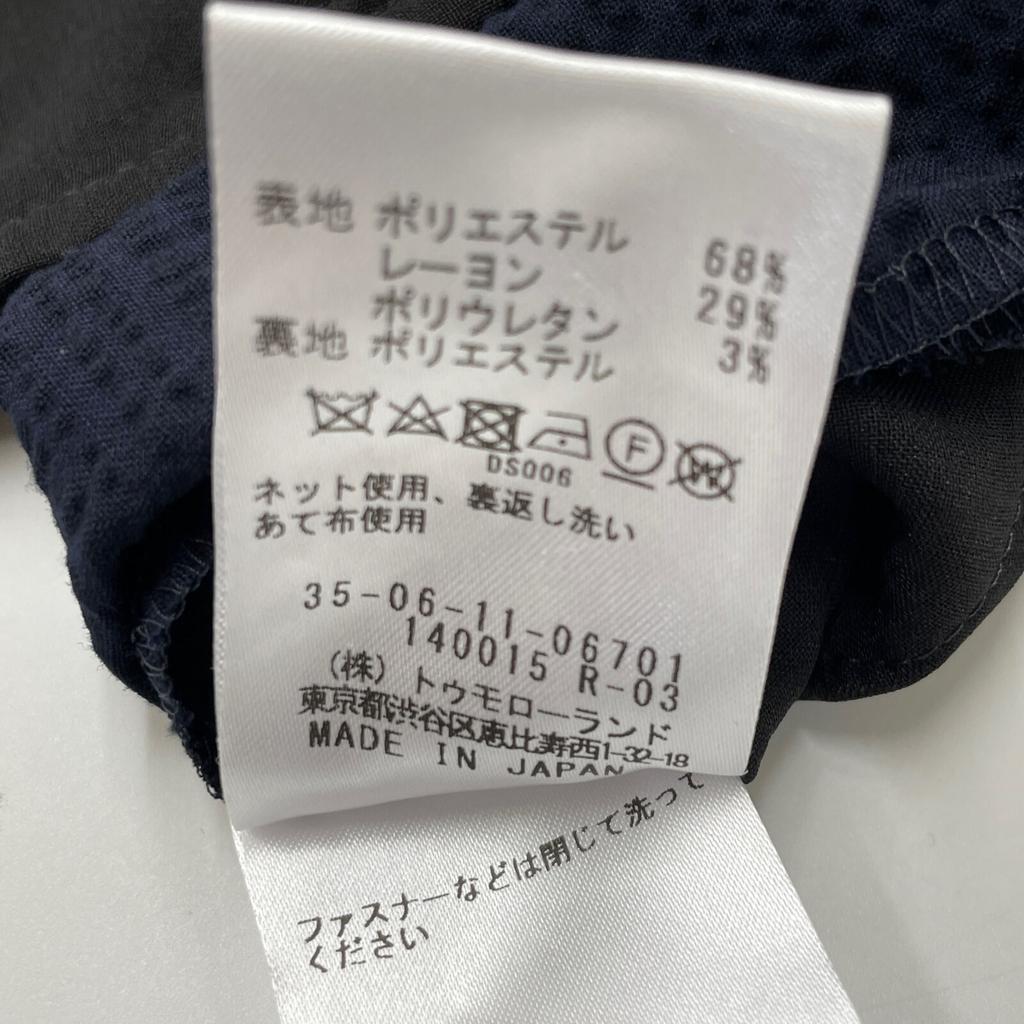 表地 ポリエステル 68%
レーヨン 29%
ポリウレタン 3%
裏地 ポリエステル
F W
DS006
ネット使用、裏返し洗い
あて布使用
35-06-11-06701
140015 R-03
(株) トゥモローランド
東京都渋谷区恵比寿西1-32-18
MADE IN JAPAN
ファスナーなどは閉じて洗って
ください